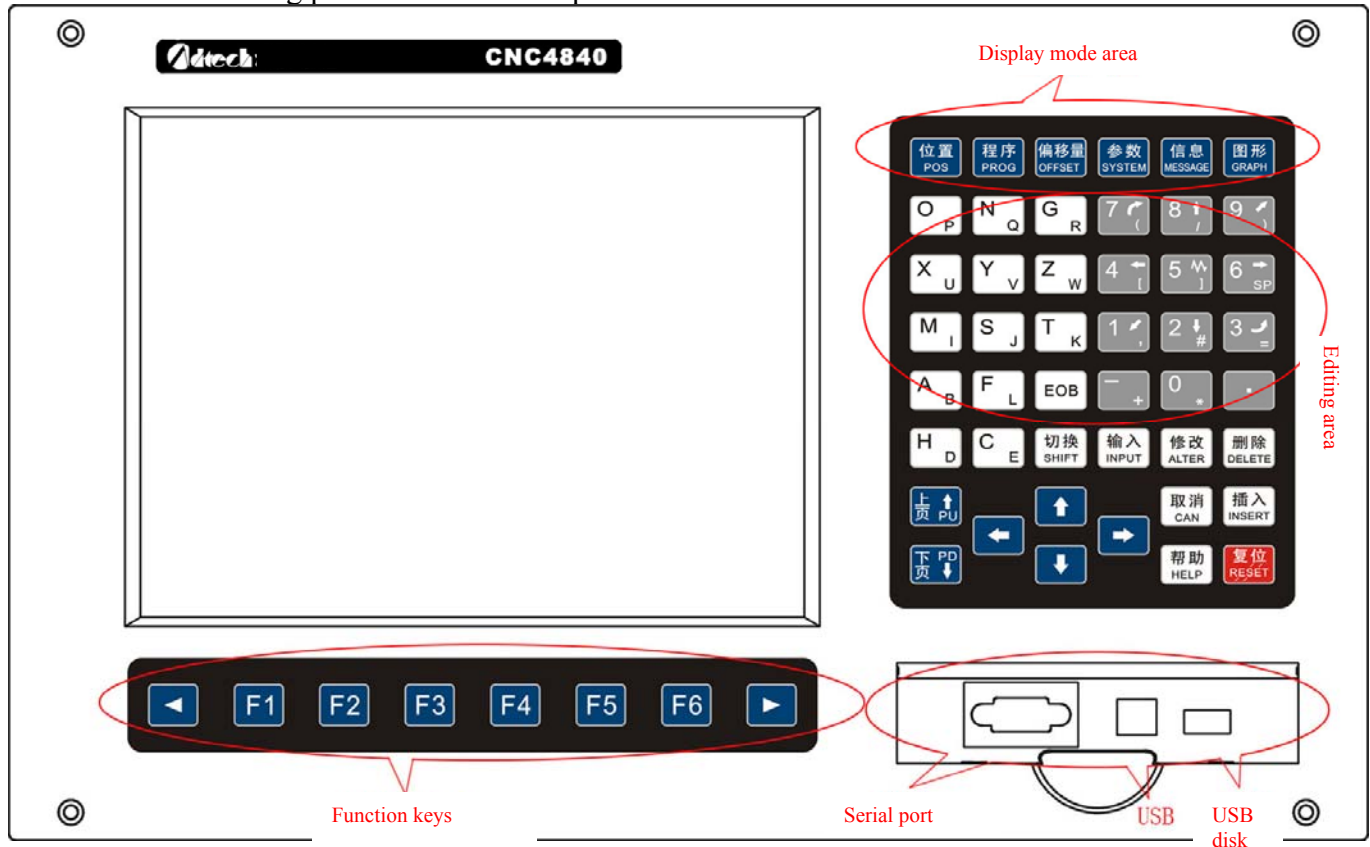 Adtech CNC4840
Display mode area
位置 程序 偏移量 参数 信息 图形
POS PROG OFFSET SYSTEM MESSAGE GRAPH
O P N Q G R 7 ( 8 / 9 )
X U Y V Z W 4 [ 5 ] 6 SP
M I S J T K 1 , 2 # 3 =
A B F L EOB - + 0 * .
Editing area
H D C E 切换 输入 修改 删除
SHIFT INPUT ALTER DELETE
上页 PU 取消 插入
CAN INSERT
下页 PD 帮助 复位
HELP RESET
F1 F2 F3 F4 F5 F6
Function keys
Serial port
USB
USB
disk